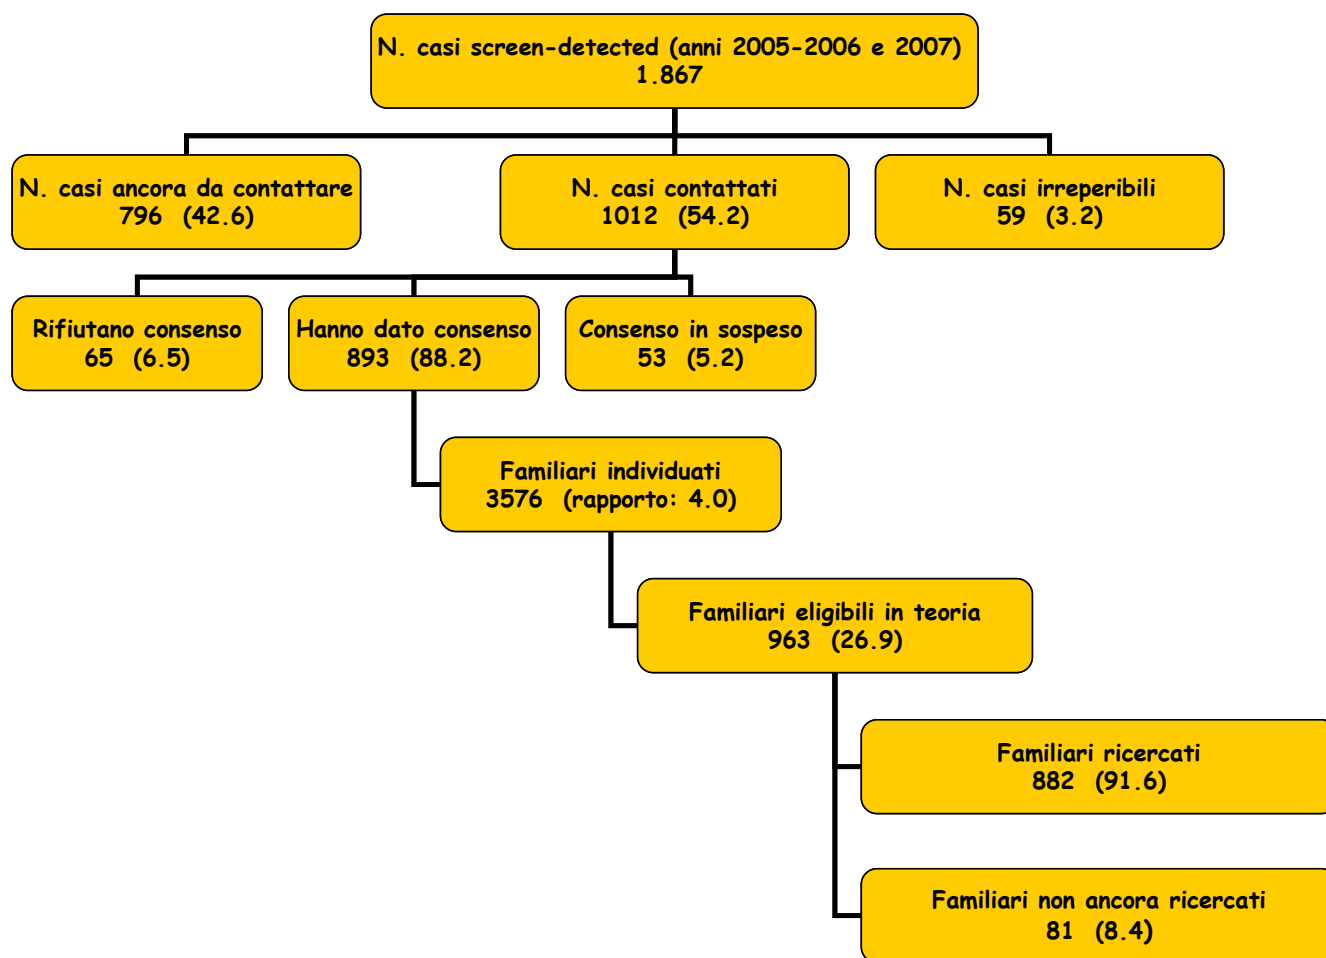 N. casi screen-detected (anni 2005-2006 e 2007)
1.867
N. casi ancora da contattare
796 (42.6)
N. casi contattati
1012 (54.2)
N. casi irreperibili
59 (3.2)
Rifiutano consenso
65 (6.5)
Hanno dato consenso
893 (88.2)
Consenso in sospeso
53 (5.2)
Familiari individuati
3576 (rapporto: 4.0)
Familiari eligibili in teoria
963 (26.9)
Familiari ricercati
882 (91.6)
Familiari non ancora ricercati
81 (8.4)